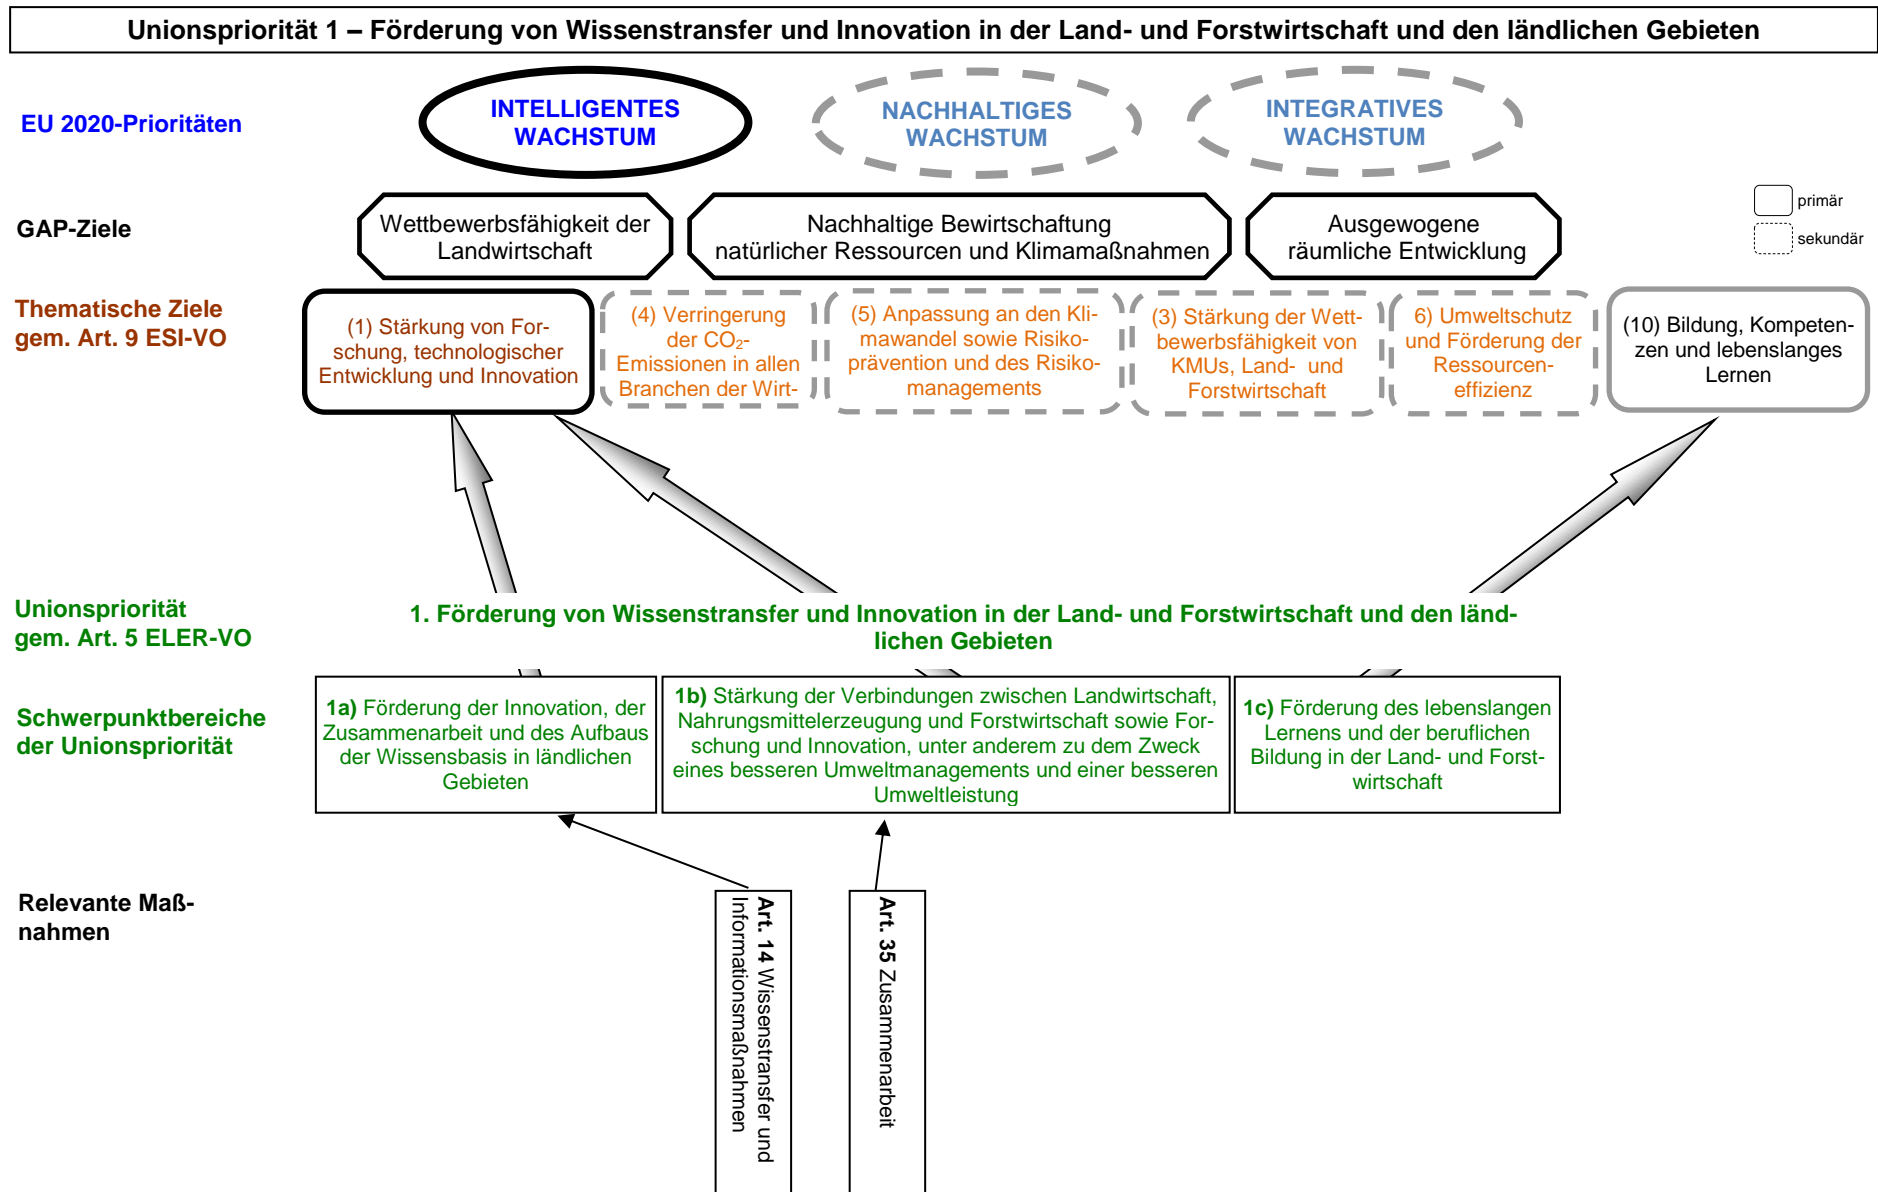 Unionspriorität 1 – Förderung von Wissenstransfer und Innovation in der Land- und Forstwirtschaft und den ländlichen Gebieten
EU 2020-Prioritäten
INTELLIGENTES
WACHSTUM
NACHHALTIGES
WACHSTUM
INTEGRATIVES
WACHSTUM
GAP-Ziele
Wettbewerbsfähigkeit der
Landwirtschaft
Nachhaltige Bewirtschaftung
natürlicher Ressourcen und Klimamaßnahmen
Ausgewogene
räumliche Entwicklung
primär
sekundär
Thematische Ziele
gem. Art. 9 ESI-VO
(1) Stärkung von For-
schung, technologischer
Entwicklung und Innovation
(4) Verringerung
der CO₂-
Emissionen in allen
Branchen der Wirt-
(5) Anpassung an den Kli-
mawandel sowie Risiko-
prävention und des Risiko-
managements
(3) Stärkung der Wett-
bewerbsfähigkeit von
KMUs, Land- und
Forstwirtschaft
6) Umweltschutz
und Förderung der
Ressourcen-
effizienz
(10) Bildung, Kompeten-
zen und lebenslanges
Lernen
Unionspriorität
gem. Art. 5 ELER-VO
1. Förderung von Wissenstransfer und Innovation in der Land- und Forstwirtschaft und den länd-
lichen Gebieten
Schwerpunktbereiche
der Unionspriorität
1a) Förderung der Innovation, der
Zusammenarbeit und des Aufbaus
der Wissensbasis in ländlichen
Gebieten
1b) Stärkung der Verbindungen zwischen Landwirtschaft,
Nahrungsmittelerzeugung und Forstwirtschaft sowie For-
schung und Innovation, unter anderem zu dem Zweck
eines besseren Umweltmanagements und einer besseren
Umweltleistung
1c) Förderung des lebenslangen
Lernens und der beruflichen
Bildung in der Land- und Forst-
wirtschaft
Relevante Maß-
nahmen
Art. 14 Wissenstransfer und
Informationsmaßnahmen
Art. 35 Zusammenarbeit